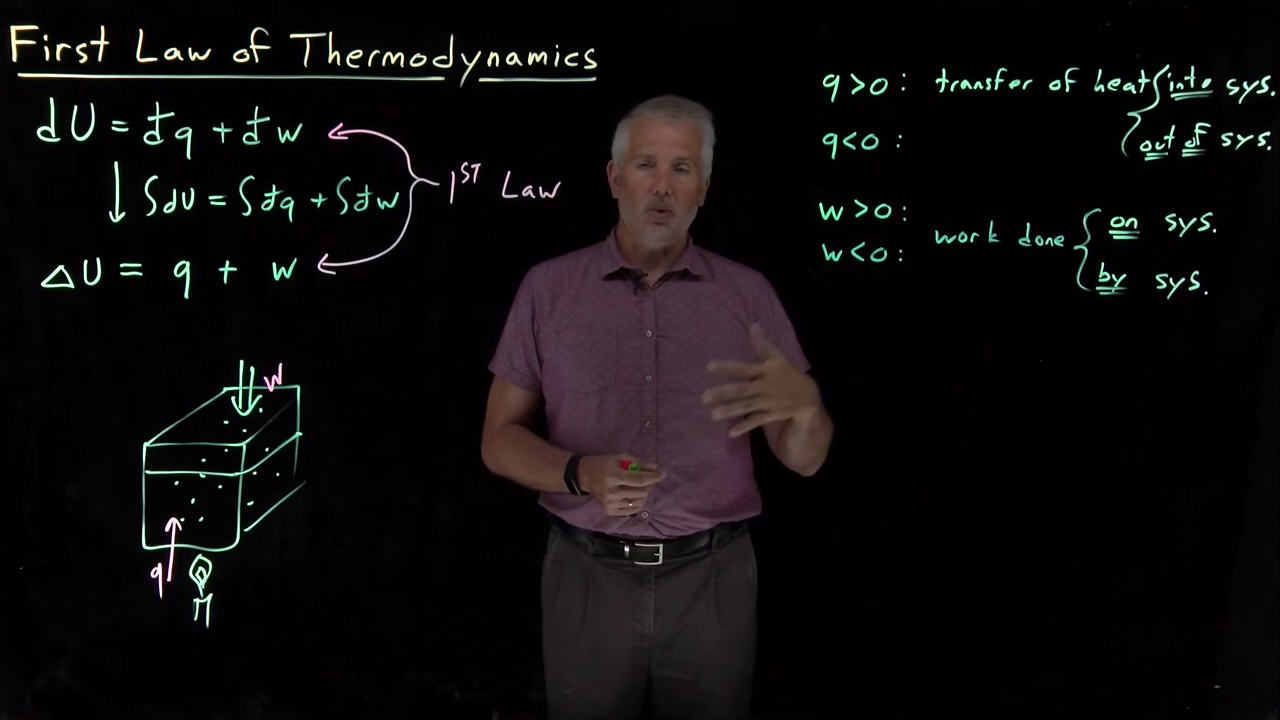 First Law of Thermodynamics
dU = đq + đw
↓ ∫dU = ∫đq + ∫đw
1ST Law
ΔU = q + w
w
q
q>0: transfer of heat { into sys.
q<0: out of sys.
w>0: work done { on sys.
w<0: by sys.